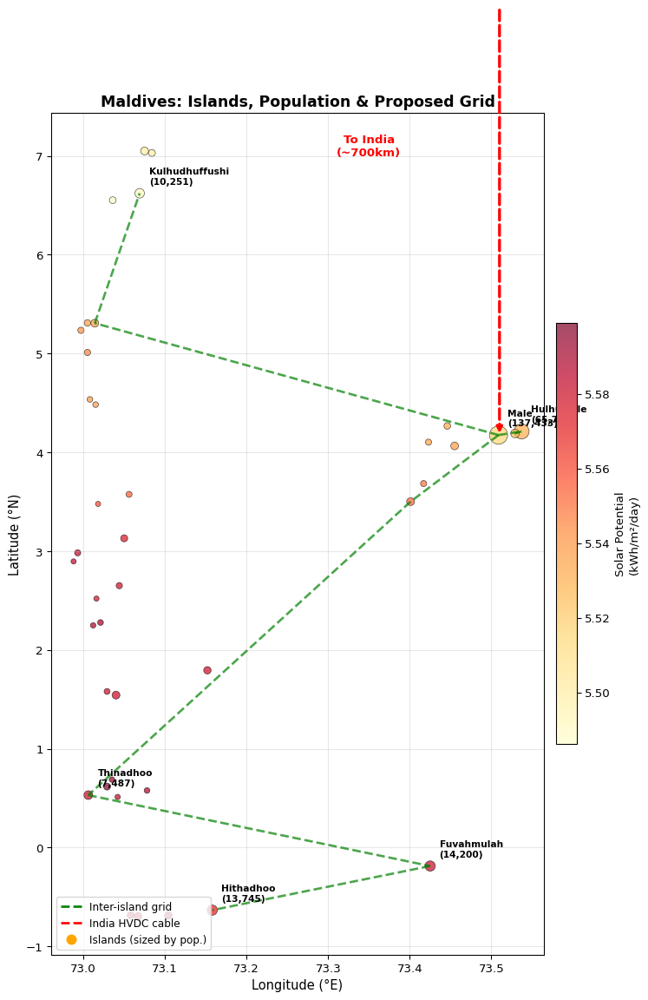 Maldives: Islands, Population & Proposed Grid
To India
(~700km)
Kulhudhuffushi
(10,251)
Male
(137,433)
Thinadhoo
(7,487)
Fuvahmulah
(14,200)
Hithadhoo
(13,745)
Inter-island grid
India HVDC cable
Islands (sized by pop.)
7
6
5
4
3
2
1
0
−1
Latitude (°N)
73.0
73.1
73.2
73.3
73.4
73.5
Longitude (°E)
5.58
5.56
5.54
5.52
5.50
Solar Potential
(kWh/m²/day)